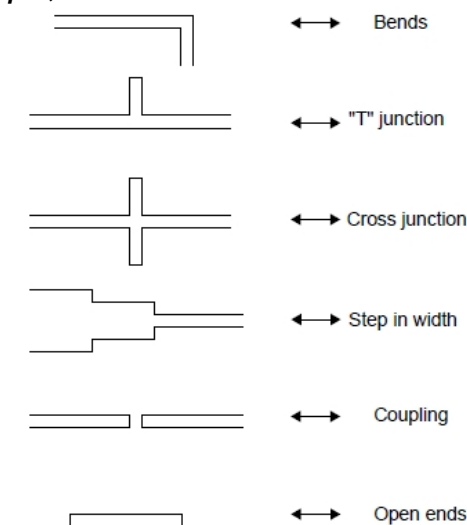 Bends
"T" junction
Cross junction
Step in width
Coupling
Open ends